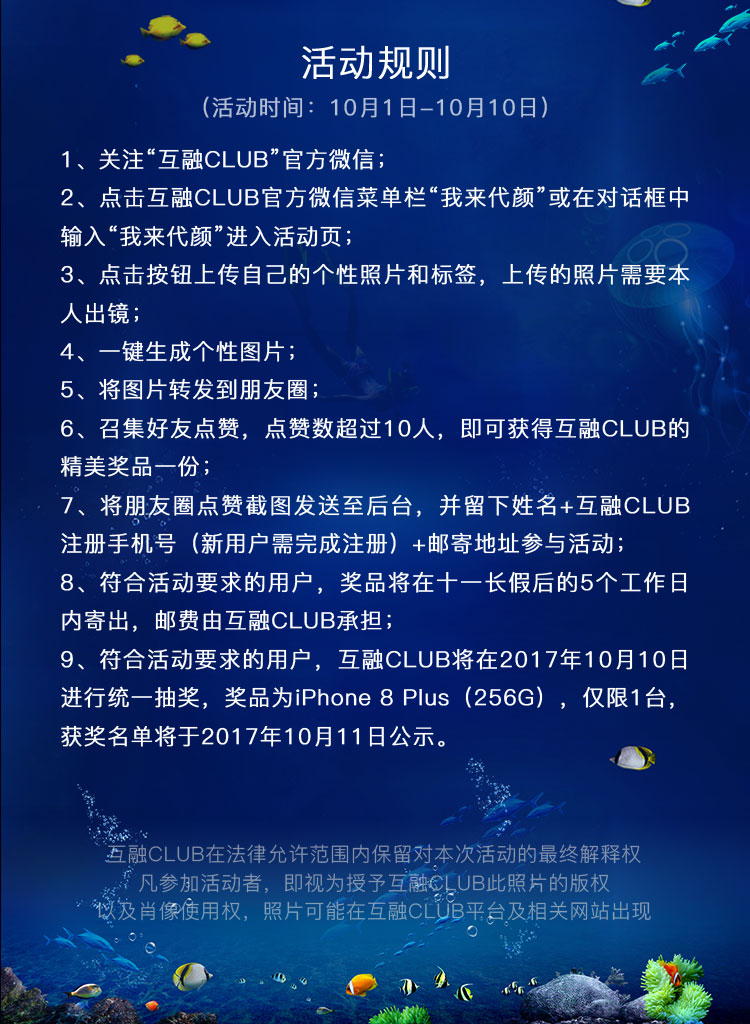 活动规则
（活动时间：10月1日-10月10日）
1、关注“互融CLUB”官方微信；
2、点击互融CLUB官方微信菜单栏“我来代颜”或在对话框中
输入“我来代颜”进入活动页；
3、点击按钮上传自己的个性照片和标签，上传的照片需要本
人出镜；
4、一键生成个性图片；
5、将图片转发到朋友圈；
6、召集好友点赞，点赞数超过10人，即可获得互融CLUB的
精美奖品一份；
7、将朋友圈点赞截图发送至后台，并留下姓名+互融CLUB
注册手机号（新用户需完成注册）+邮寄地址参与活动；
8、符合活动要求的用户，奖品将在十一长假后的5个工作日
内寄出，邮费由互融CLUB承担；
9、符合活动要求的用户，互融CLUB将在2017年10月10日
进行统一抽奖，奖品为iPhone 8 Plus（256G），仅限1台，
获奖名单将于2017年10月11日公示。
互融CLUB在法律允许范围内保留对本次活动的最终解释权
凡参加活动者，即视为授予互融CLUB此照片的版权
以及肖像使用权，照片可能在互融CLUB平台及相关网站出现